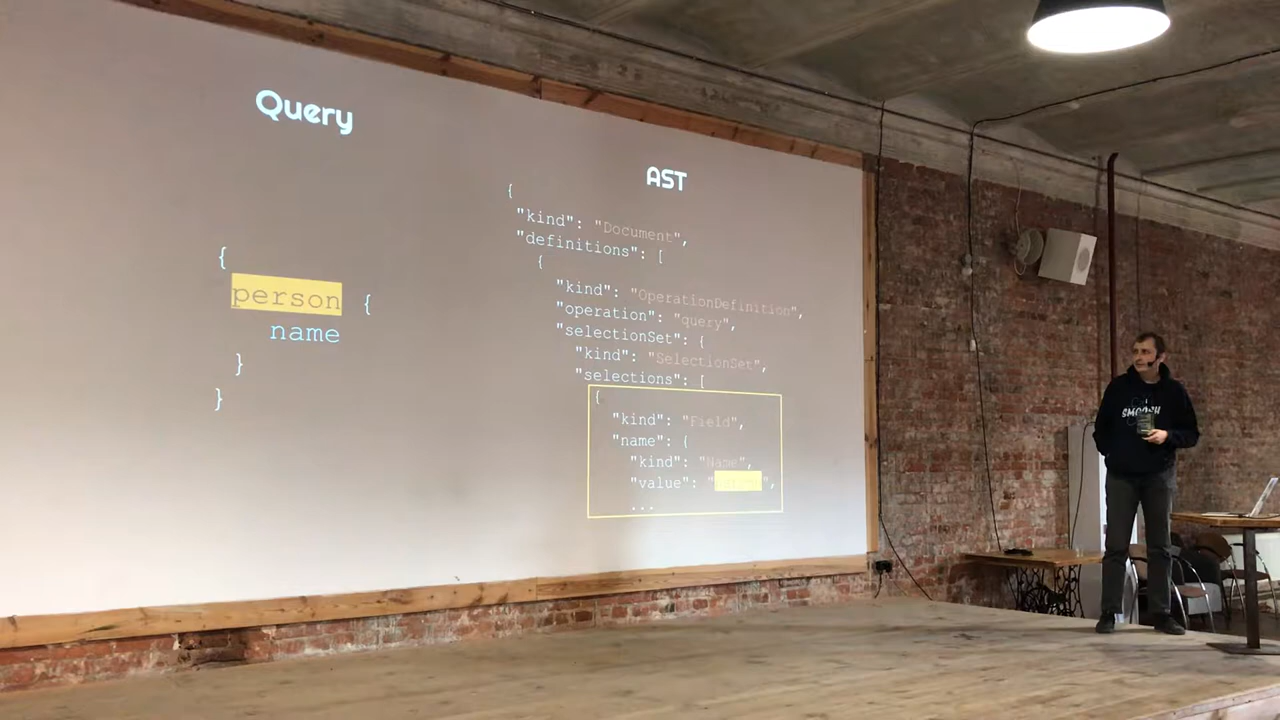 Query
{
person {
name
}
}
AST
{
"kind": "Document",
"definitions": [
{
"kind": "OperationDefinition",
"operation": "query",
"selectionSet": {
"kind": "SelectionSet",
"selections": [
{
"kind": "Field",
"name": {
"kind": "Name",
"value": "person",
...